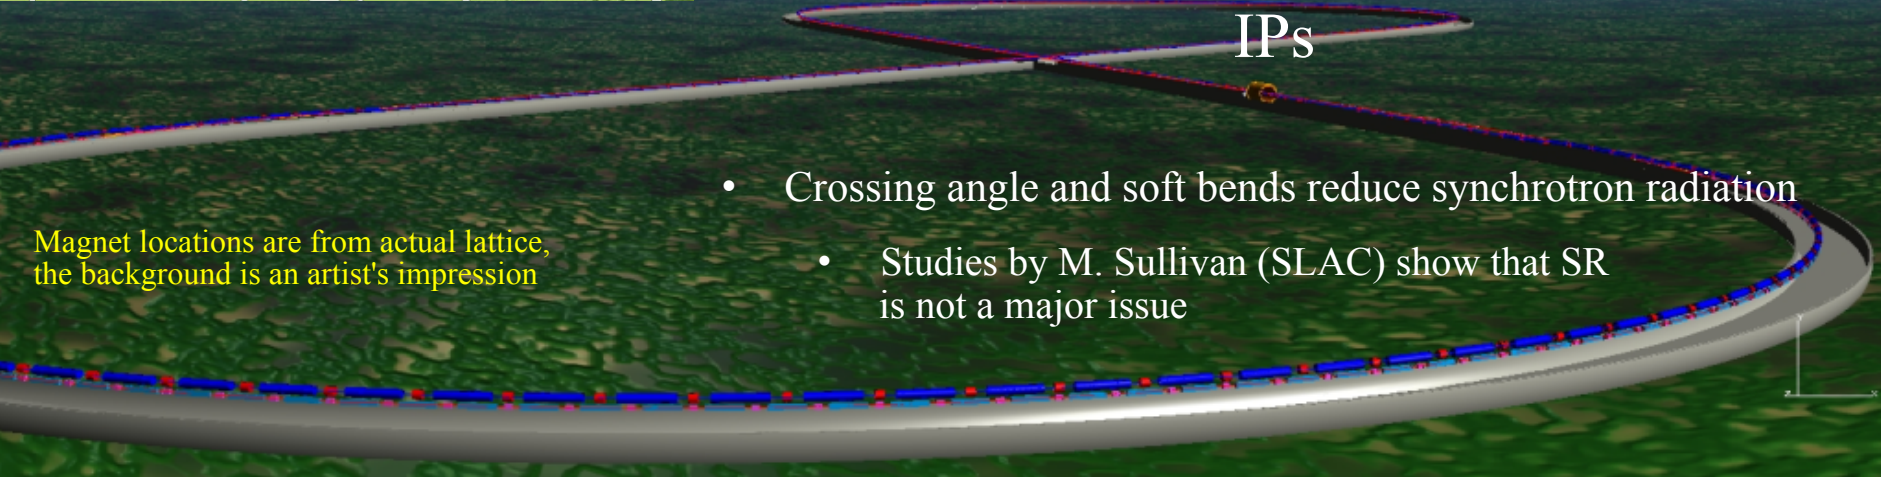 IPs
• Crossing angle and soft bends reduce synchrotron radiation
Magnet locations are from actual lattice,
the background is an artist's impression
• Studies by M. Sullivan (SLAC) show that SR
is not a major issue